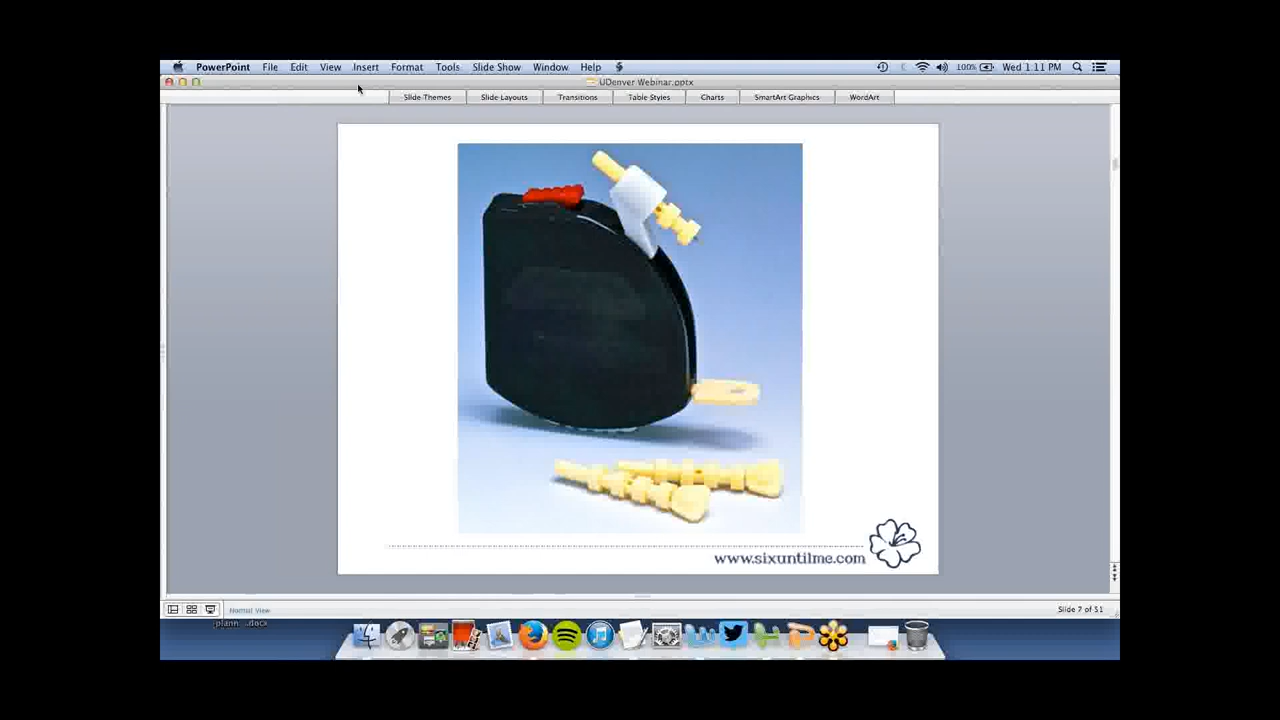 PowerPoint File Edit View Insert Format Tools Slide Show Window Help 100% Wed 1:11 PM
UDenver Webinar.pptx
Slide Themes Slide Layouts Transitions Table Styles Charts SmartArt Graphics WordArt
www.sixuntilme.com
Normal View Slide 7 of 51
plann...docx